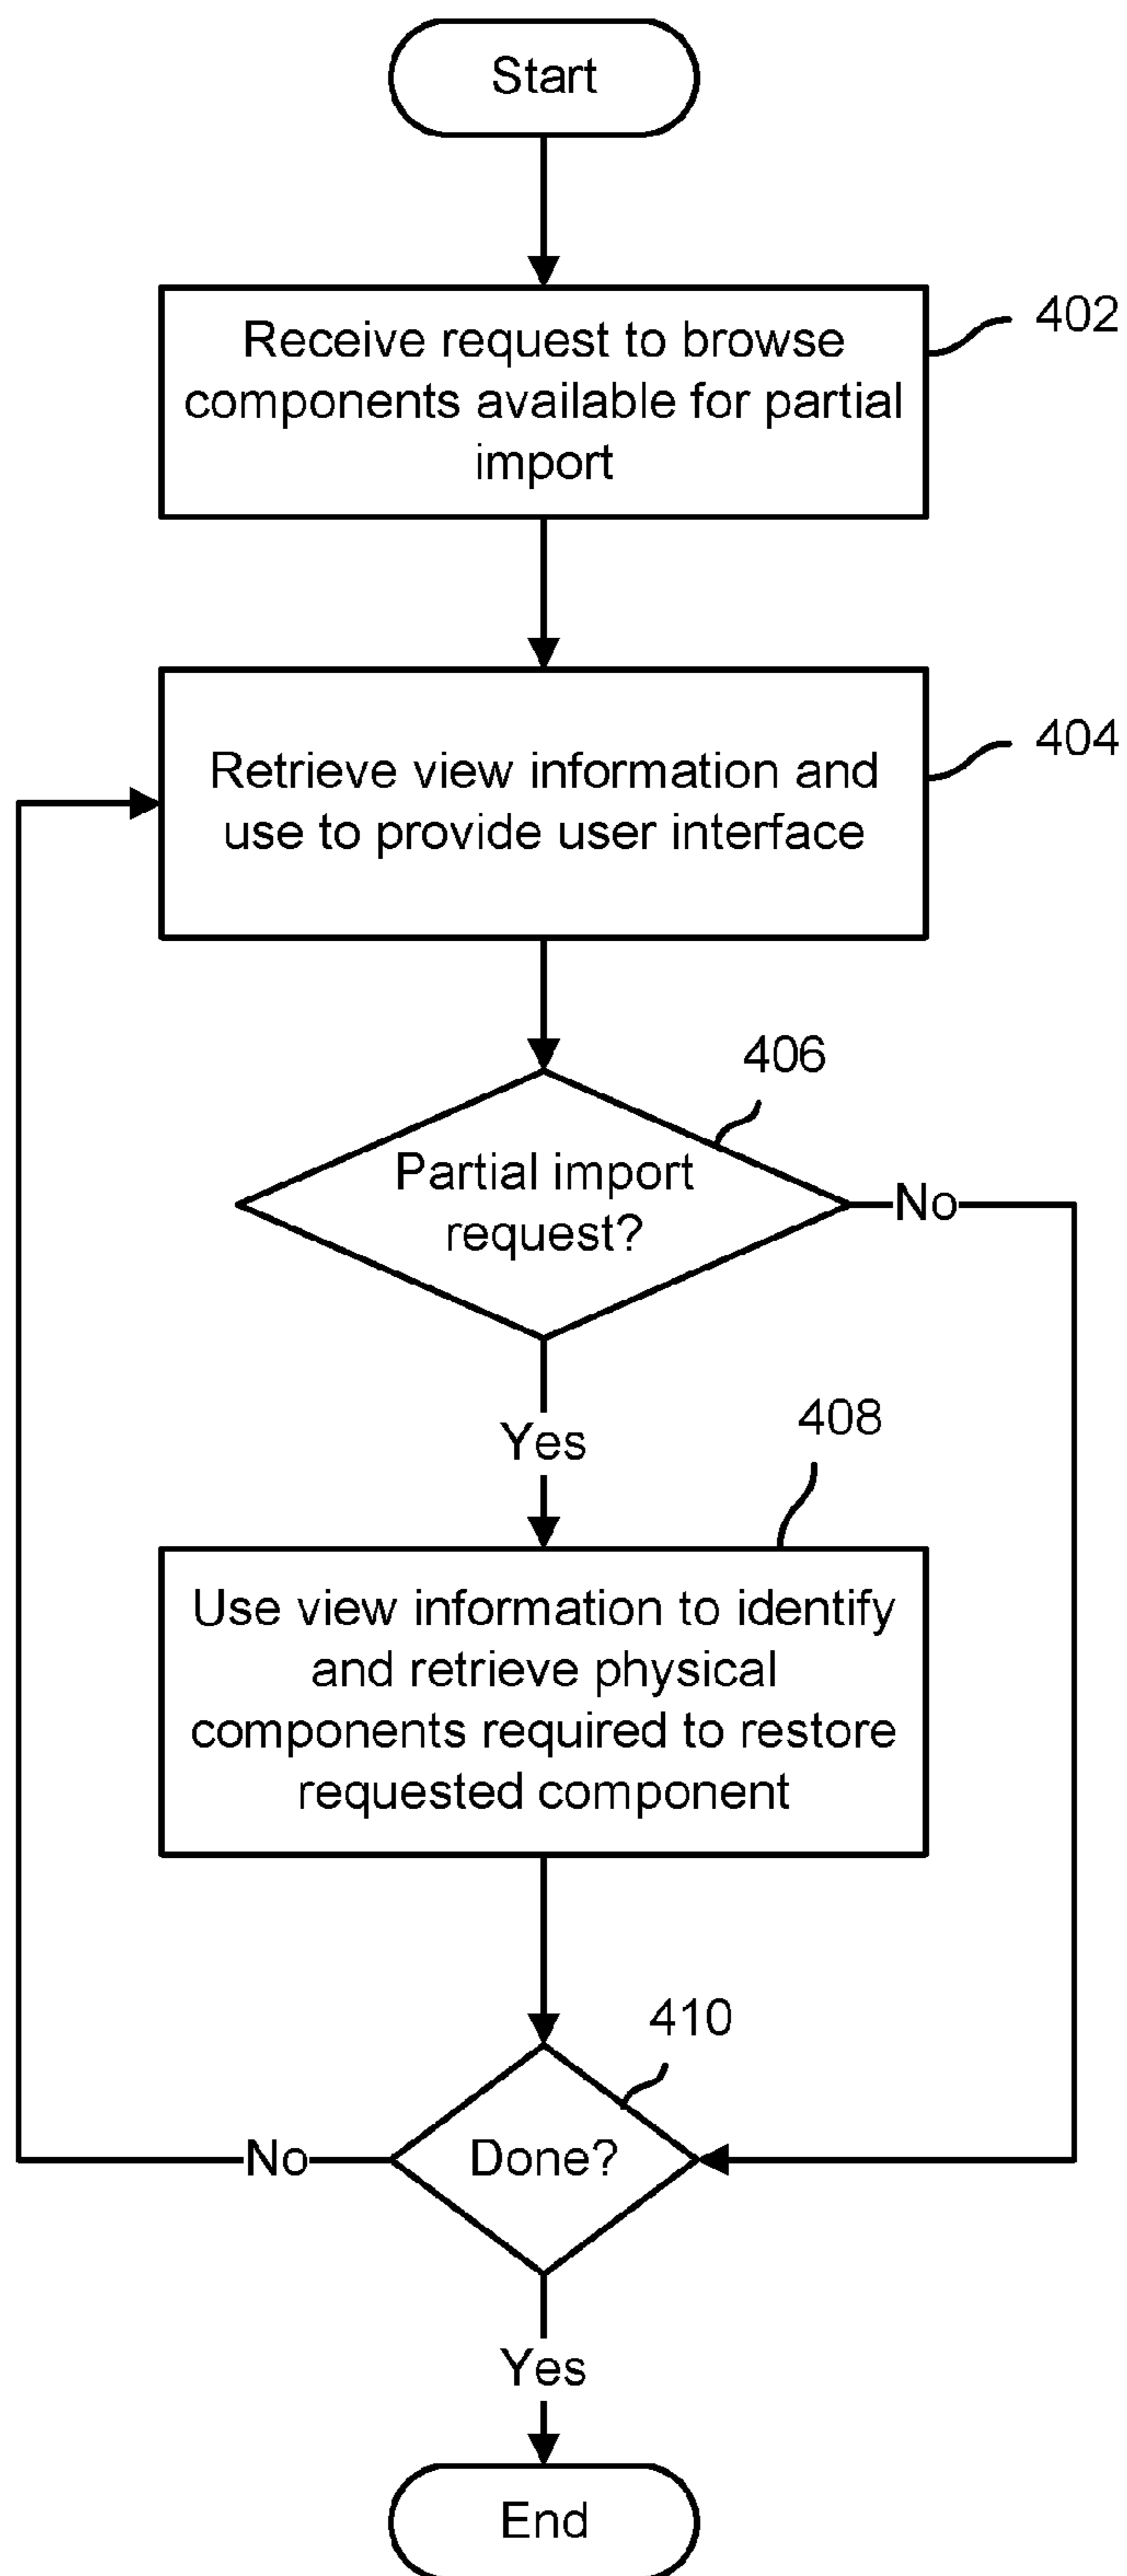 Start
Receive request to browse
components available for partial
import
402
Retrieve view information and
use to provide user interface
404
406
Partial import
request?
No
Yes
408
Use view information to identify
and retrieve physical
components required to restore
requested component
410
Done?
No
Yes
End